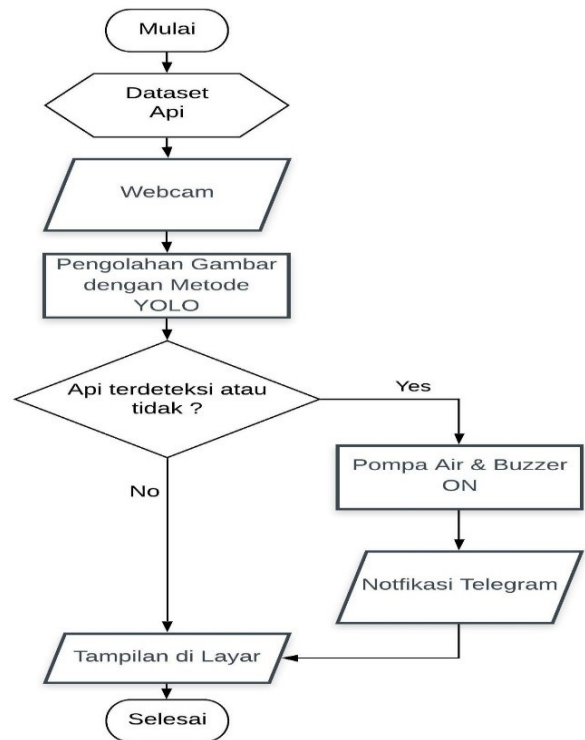 Mulai
Dataset
Api
Webcam
Pengolahan Gambar
dengan Metode
YOLO
Api terdeteksi atau
tidak ?
Yes
Pompa Air & Buzzer
ON
No
Notfikasi Telegram
Tampilan di Layar
Selesai